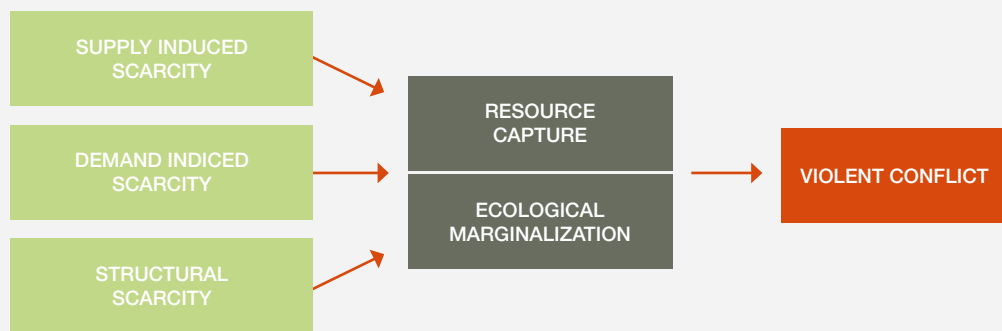 SUPPLY INDUCED
SCARCITY
DEMAND INDICED
SCARCITY
STRUCTURAL
SCARCITY
RESOURCE
CAPTURE
ECOLOGICAL
MARGINALIZATION
VIOLENT CONFLICT